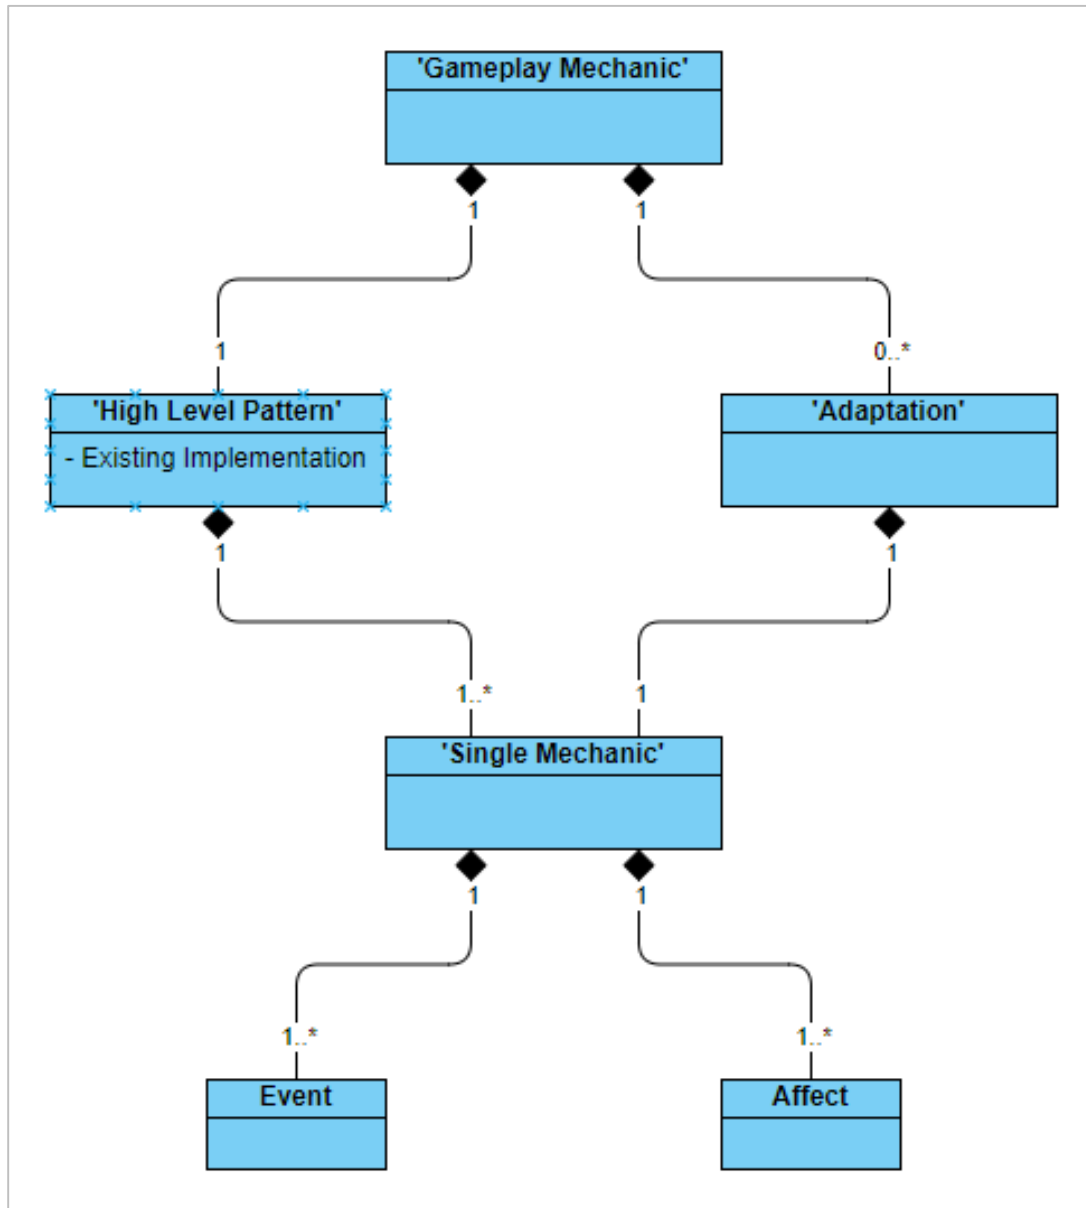 'Gameplay Mechanic'
1
1
1
0..*
'High Level Pattern'
'Adaptation'
- Existing Implementation
1
1
1..*
1
'Single Mechanic'
1
1
1..*
1..*
Event
Affect